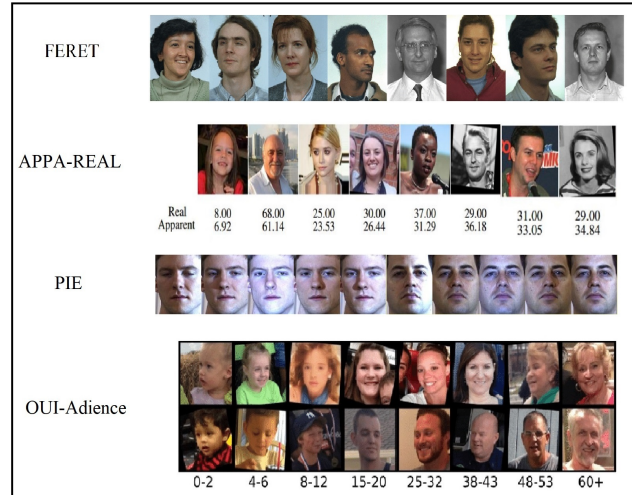 FERET
APPA-REAL
Real 8.00 68.00 25.00 30.00 37.00 29.00 31.00 29.00
Apparent 6.92 61.14 23.53 26.44 31.29 36.18 33.05 34.84
PIE
OUI-Adience
0-2 4-6 8-12 15-20 25-32 38-43 48-53 60+